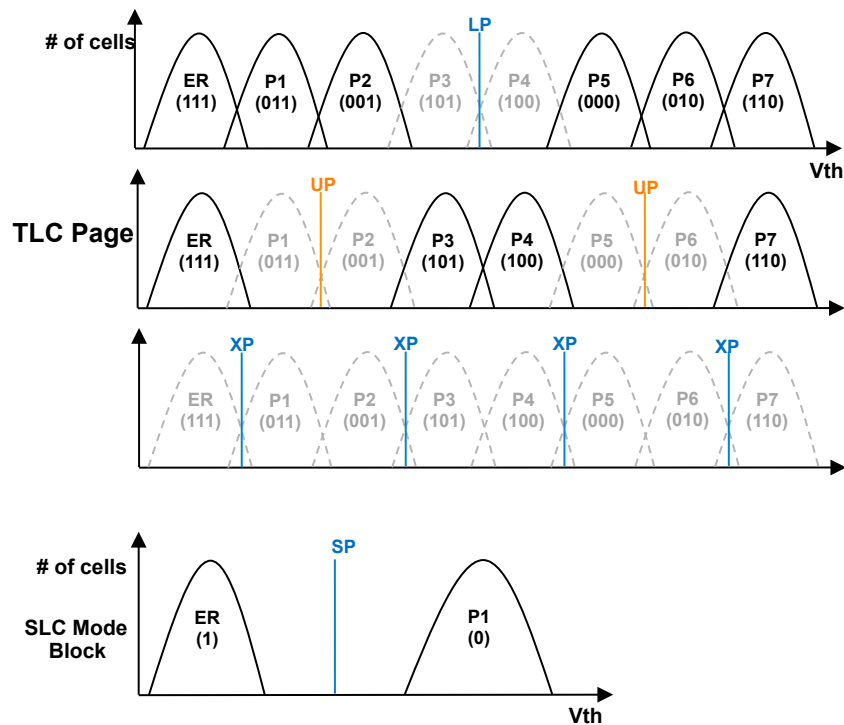 LP
# of cells
ER P1 P2 P3 P4 P5 P6 P7
(111) (011) (001) (101) (100) (000) (010) (110)
Vth
UP UP
TLC Page
ER P1 P2 P3 P4 P5 P6 P7
(111) (011) (001) (101) (100) (000) (010) (110)
XP XP XP XP
ER P1 P2 P3 P4 P5 P6 P7
(111) (011) (001) (101) (100) (000) (010) (110)
SP
# of cells
ER P1
(1) (0)
SLC Mode
Block
Vth